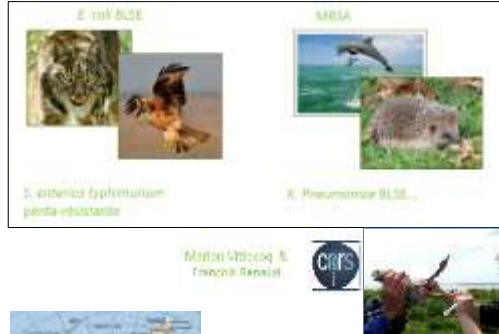 E. coli BLSE
MRSA
S. enterica typhimurium
penta-résistante
K. Pneumoniae BLSE...
Marion Vittecoq &
François Renaud
cnrs